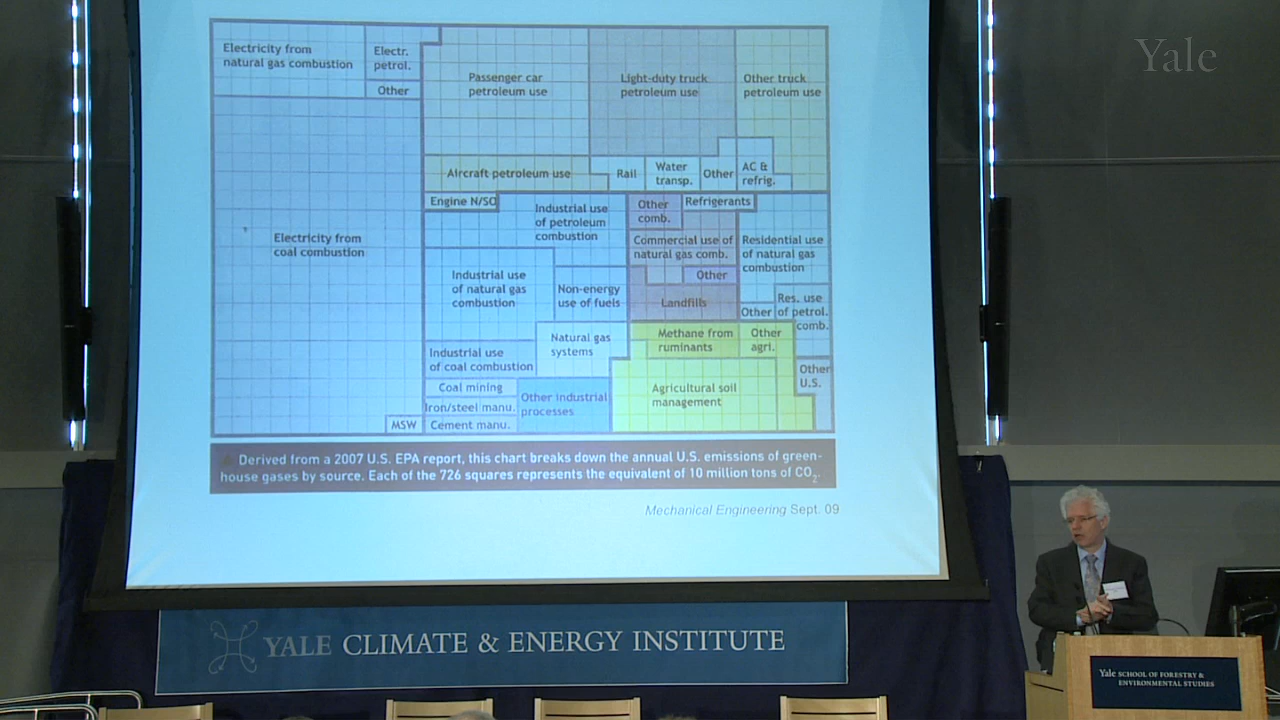 Yale
Electricity from
natural gas combustion
Electr.
petrol.
Other
Passenger car
petroleum use
Light-duty truck
petroleum use
Other truck
petroleum use
Aircraft petroleum use
Rail
Water
transp.
Other
AC &
refrig.
Engine N/SO
Industrial use
of petroleum
combustion
Other
comb.
Refrigerants
Electricity from
coal combustion
Commercial use of
natural gas comb.
Residential use
of natural gas
combustion
Industrial use
of natural gas
combustion
Non-energy
use of fuels
Other
Landfills
Other
Res. use
of petrol.
comb.
Natural gas
systems
Methane from
ruminants
Other
agri.
Industrial use
of coal combustion
Other
U.S.
Coal mining
Iron/steel manu.
Other industrial
processes
Agricultural soil
management
MSW
Cement manu.
Derived from a 2007 U.S. EPA report, this chart breaks down the annual U.S. emissions of green-
house gases by source. Each of the 726 squares represents the equivalent of 10 million tons of CO2.
Mechanical Engineering Sept. 09
YALE CLIMATE & ENERGY INSTITUTE
Yale SCHOOL OF FORESTRY &
ENVIRONMENTAL STUDIES